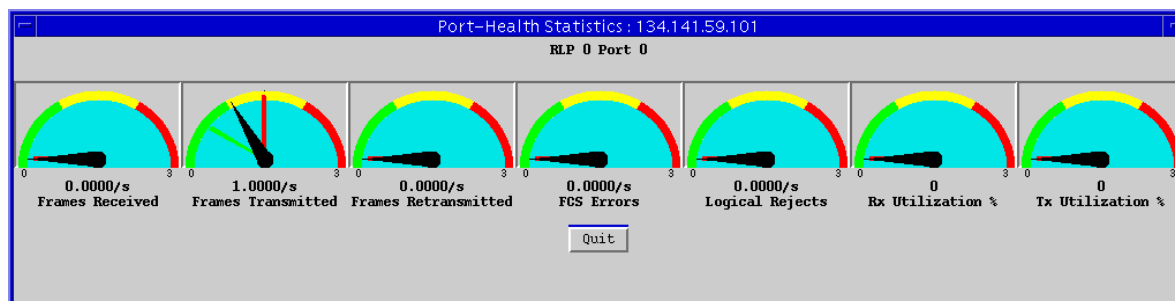 Port-Health Statistics : 134.141.59.101
RLP 0 Port 0
0 3 0 3 0 3 0 3 0 3 0 3 0 3
0.0000/s 1.0000/s 0.0000/s 0.0000/s 0.0000/s 0 0
Frames Received Frames Transmitted Frames Retransmitted FCS Errors Logical Rejects Rx Utilization % Tx Utilization %
Quit